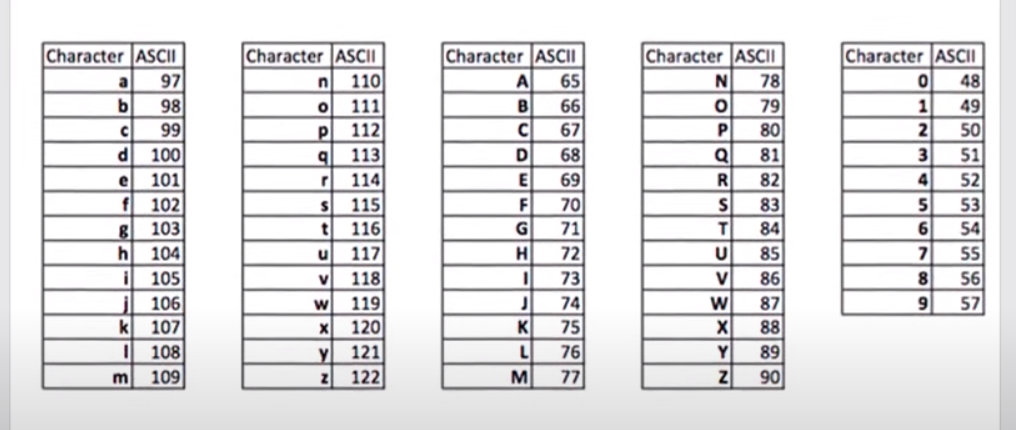 Character ASCII Character ASCII Character ASCII Character ASCII Character ASCII
a 97 n 110 A 65 N 78 0 48
b 98 o 111 B 66 O 79 1 49
c 99 p 112 C 67 P 80 2 50
d 100 q 113 D 68 Q 81 3 51
e 101 r 114 E 69 R 82 4 52
f 102 s 115 F 70 S 83 5 53
g 103 t 116 G 71 T 84 6 54
h 104 u 117 H 72 U 85 7 55
i 105 v 118 I 73 V 86 8 56
j 106 w 119 J 74 W 87 9 57
k 107 x 120 K 75 X 88
l 108 y 121 L 76 Y 89
m 109 z 122 M 77 Z 90